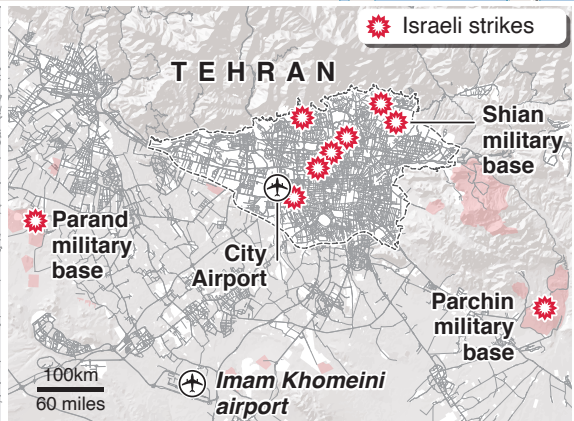 Israeli strikes
TEHRAN
Shian
military
base
Parand
military
base
City
Airport
Parchin
military
base
100km
60 miles
Imam Khomeini
airport